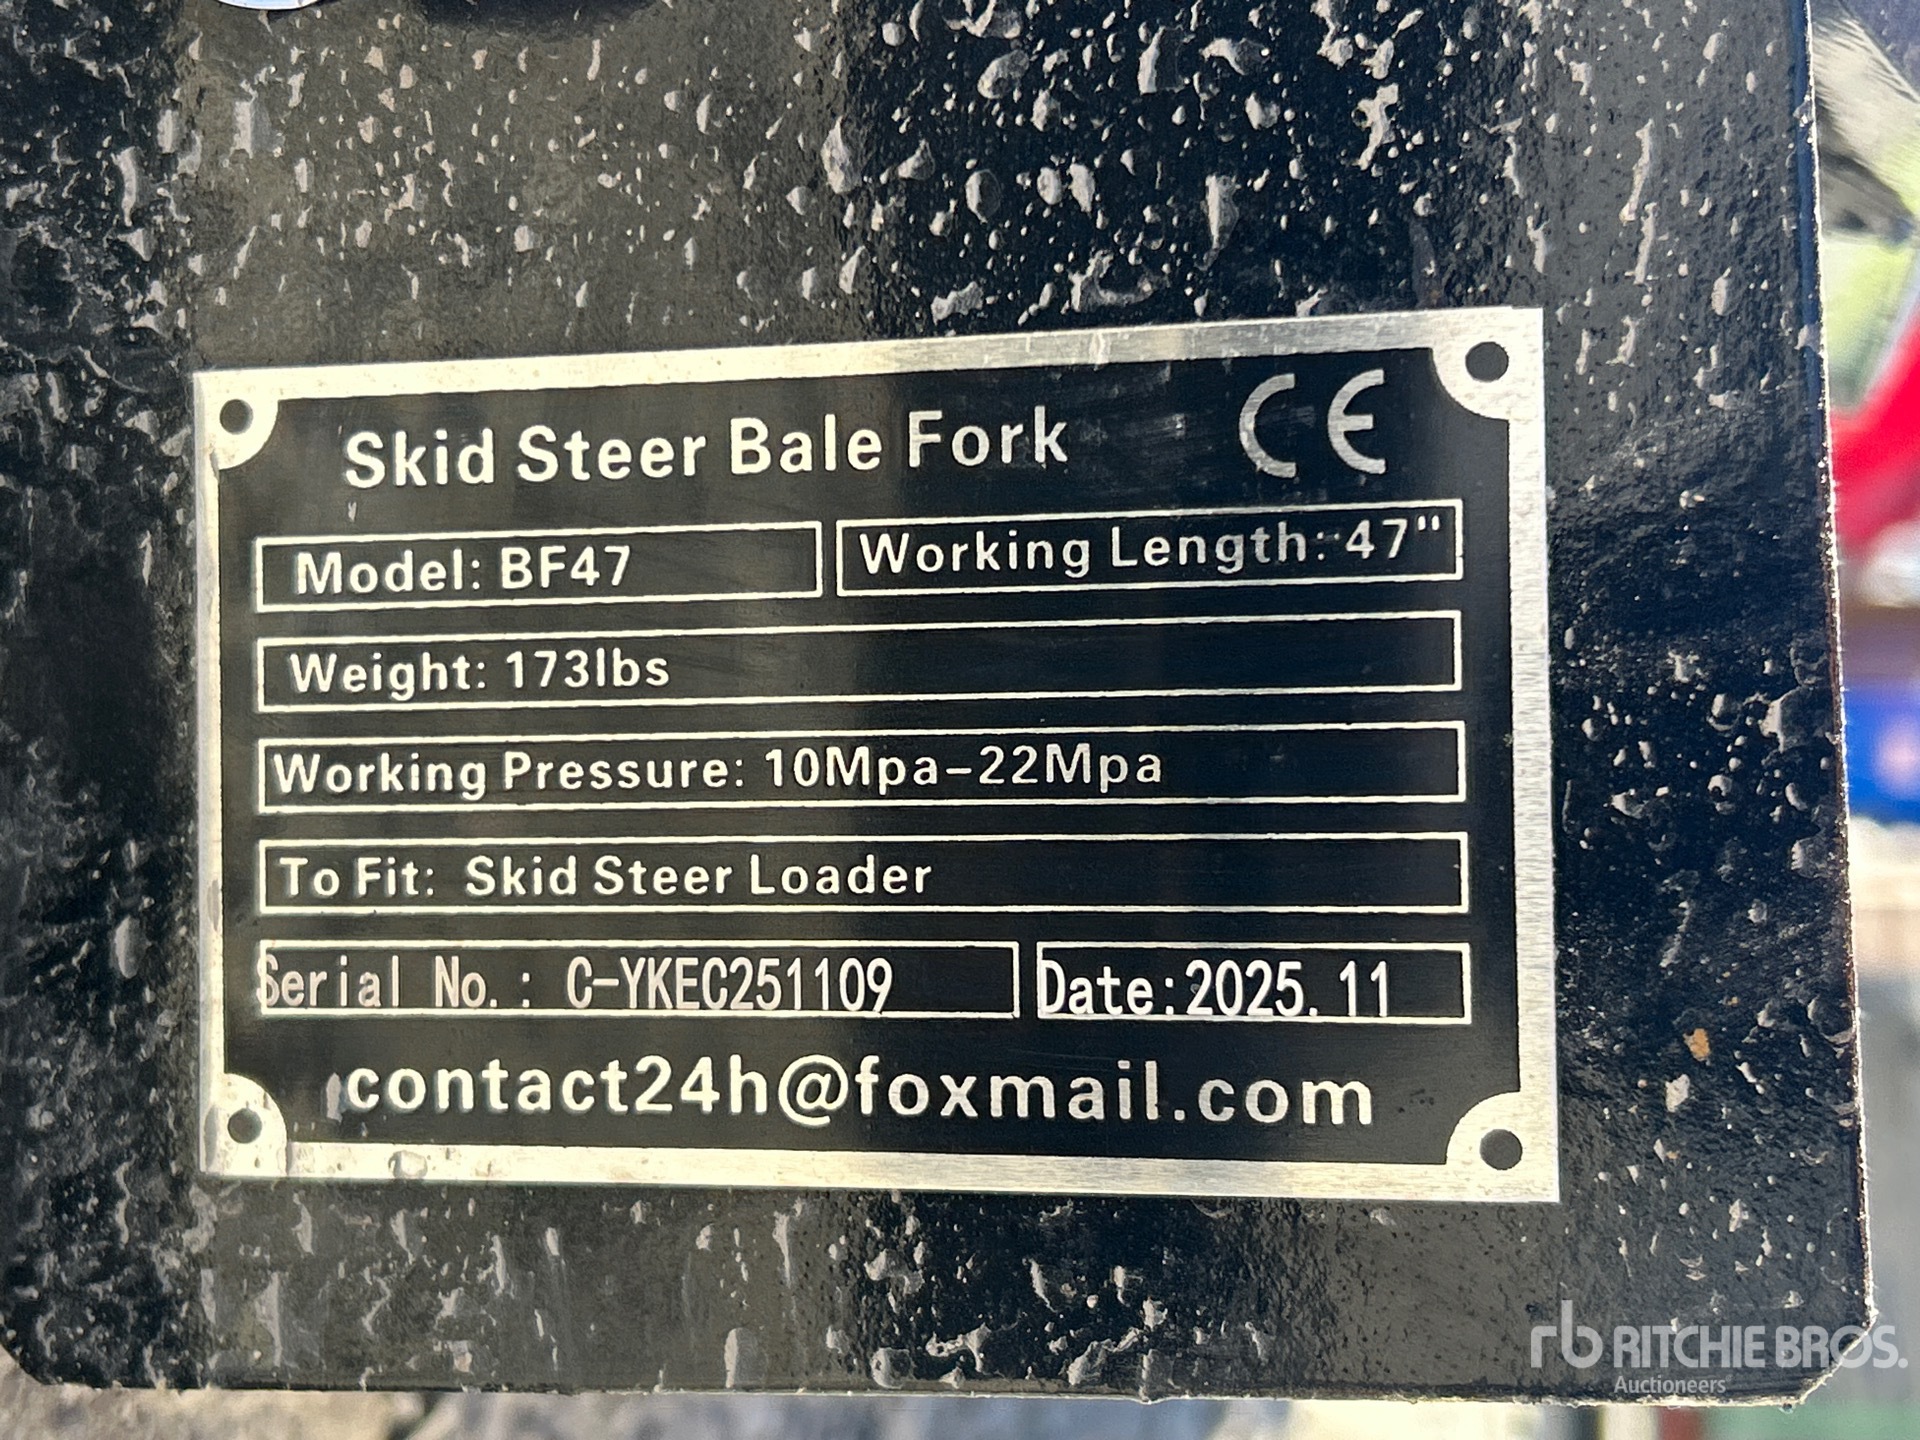 Skid Steer Bale Fork CE
Model: BF47
Working Length: 47"
Weight: 173lbs
Working Pressure: 10Mpa-22Mpa
To Fit: Skid Steer Loader
Serial No.: C-YKEC251109
Date:2025.11
contact24h@foxmail.com
rb RITCHIE BROS.
Auctioneers